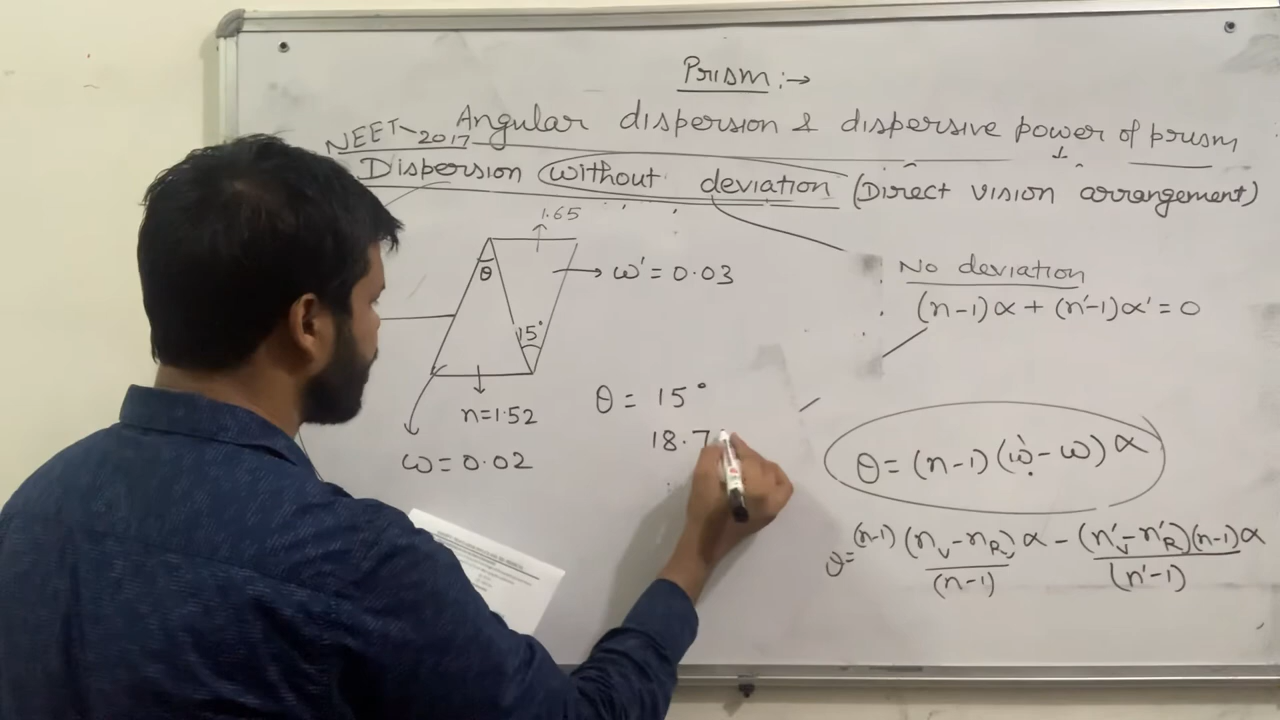 Prism :→
Angular dispersion & dispersive power of prism
NEET-2017
Dispersion without deviation (Direct vision arrangement)
1.65
θ
→ ω' = 0.03
15°
n=1.52
ω = 0.02
θ = 15°
18.7
No deviation
(n-1)α + (n'-1)α' = 0
θ = (n-1) (ω' - ω) α
θ = (n-1) (nᵥ - n_R) α - (n'ᵥ - n'_R)(n-1)α
(n-1) (n'-1)